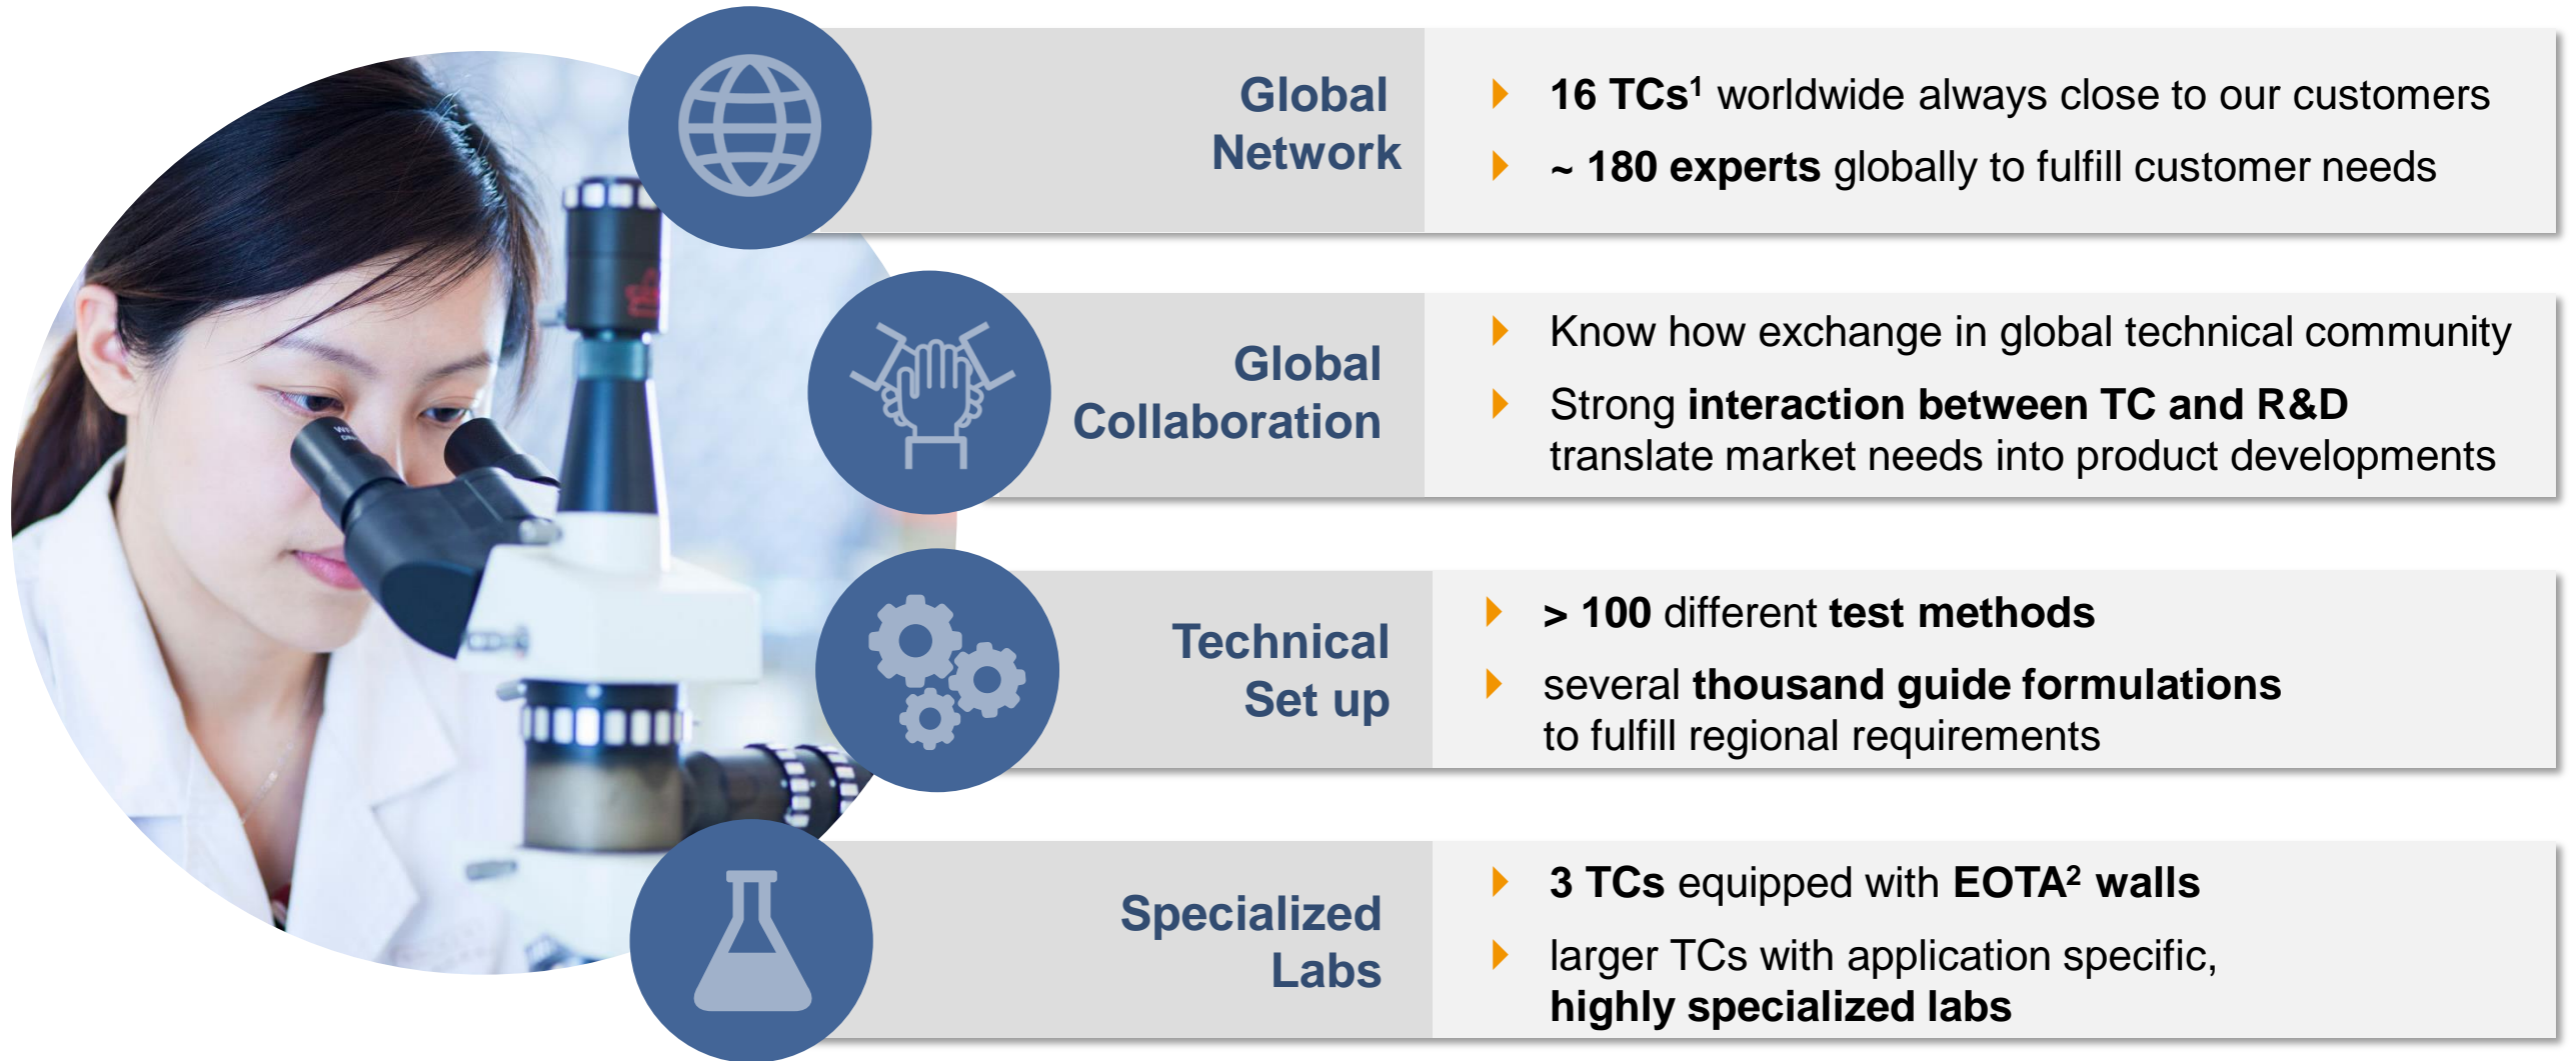 Global
Network
16 TCs¹ worldwide always close to our customers
~ 180 experts globally to fulfill customer needs
Global
Collaboration
Know how exchange in global technical community
Strong interaction between TC and R&D
translate market needs into product developments
Technical
Set up
> 100 different test methods
several thousand guide formulations
to fulfill regional requirements
Specialized
Labs
3 TCs equipped with EOTA² walls
larger TCs with application specific,
highly specialized labs